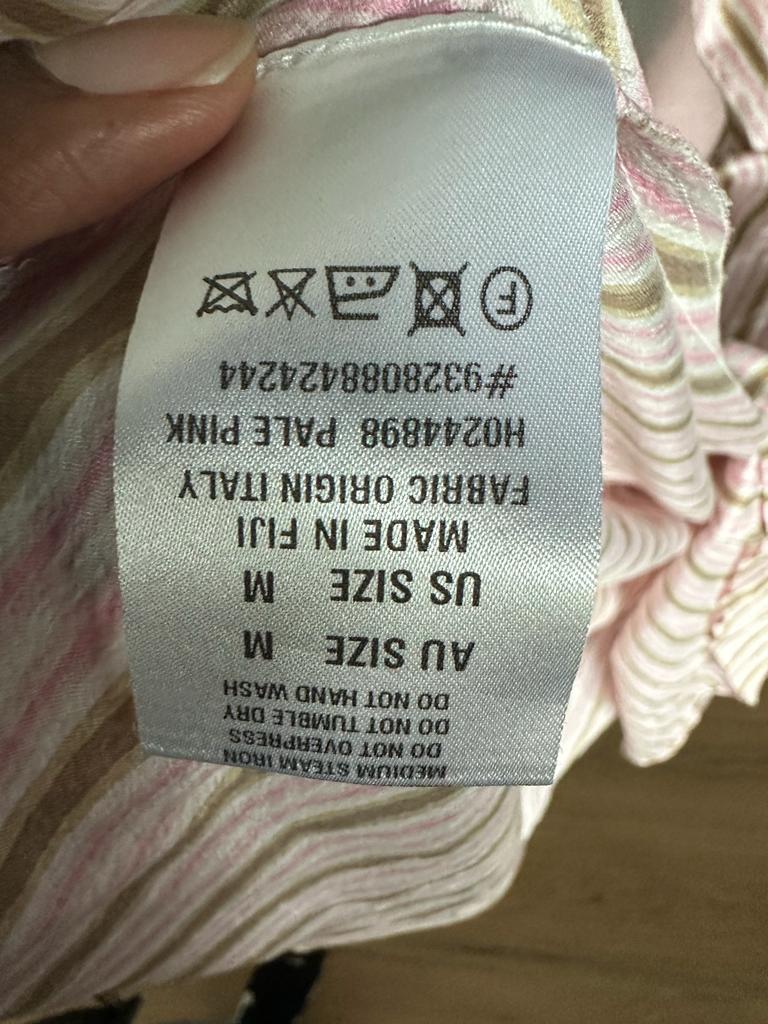 MEDIUM STEAM IRON
DO NOT OVERPRESS
DO NOT TUMBLE DRY
DO NOT HAND WASH
AU SIZE M
US SIZE M
MADE IN FIJI
FABRIC ORIGIN ITALY
H0244898 PALE PINK
#9328088424244
F